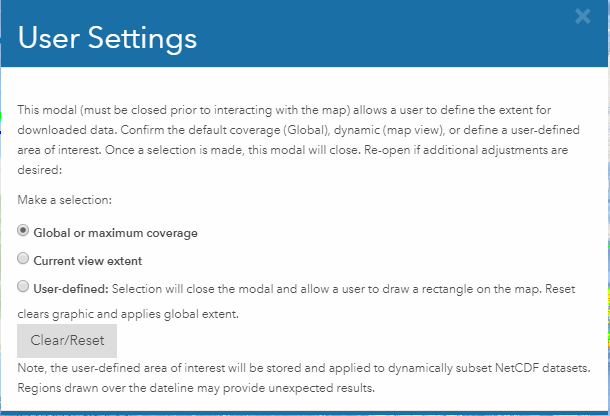 User Settings
This modal (must be closed prior to interacting with the map) allows a user to define the extent for
downloaded data. Confirm the default coverage (Global), dynamic (map view), or define a user-defined
area of interest. Once a selection is made, this modal will close. Re-open if additional adjustments are
desired:
Make a selection:
Global or maximum coverage
Current view extent
User-defined: Selection will close the modal and allow a user to draw a rectangle on the map. Reset
clears graphic and applies global extent.
Clear/Reset
Note, the user-defined area of interest will be stored and applied to dynamically subset NetCDF datasets.
Regions drawn over the dateline may provide unexpected results.